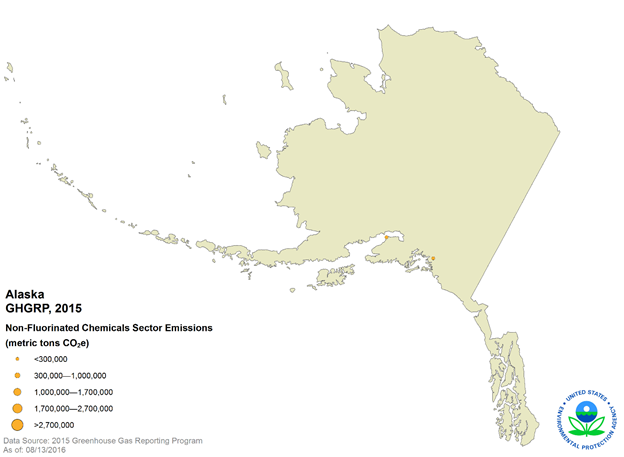 Alaska
GHGRP, 2015
Non-Fluorinated Chemicals Sector Emissions
(metric tons CO₂e)
<300,000
300,000—1,000,000
1,000,000—1,700,000
1,700,000—2,700,000
>2,700,000
Data Source: 2015 Greenhouse Gas Reporting Program
As of: 08/13/2016
UNITED STATES
ENVIRONMENTAL PROTECTION AGENCY